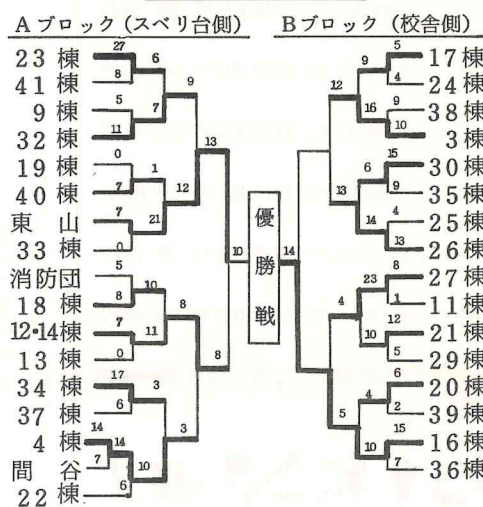 Aブロック(スベリ台側) Bブロック(校舎側)
23棟 27 6 9 5 17棟
41棟 8 9 12 4 24棟
9棟 5 7 16 9 38棟
32棟 11 13 10 3棟
19棟 0 1 6 15 30棟
40棟 7 12 13 9 35棟
東山 7 21 14 4 25棟
33棟 0 13 26棟
優勝戦
10 14
消防団 5 10 23 8 27棟
18棟 8 8 4 1 11棟
12・14棟 7 11 10 12 21棟
13棟 0 5 29棟
34棟 17 8 3 4 6 20棟
37棟 6 3 5 2 39棟
4棟 14 14 10 10 15 16棟
間谷 7 7 36棟
22棟 6